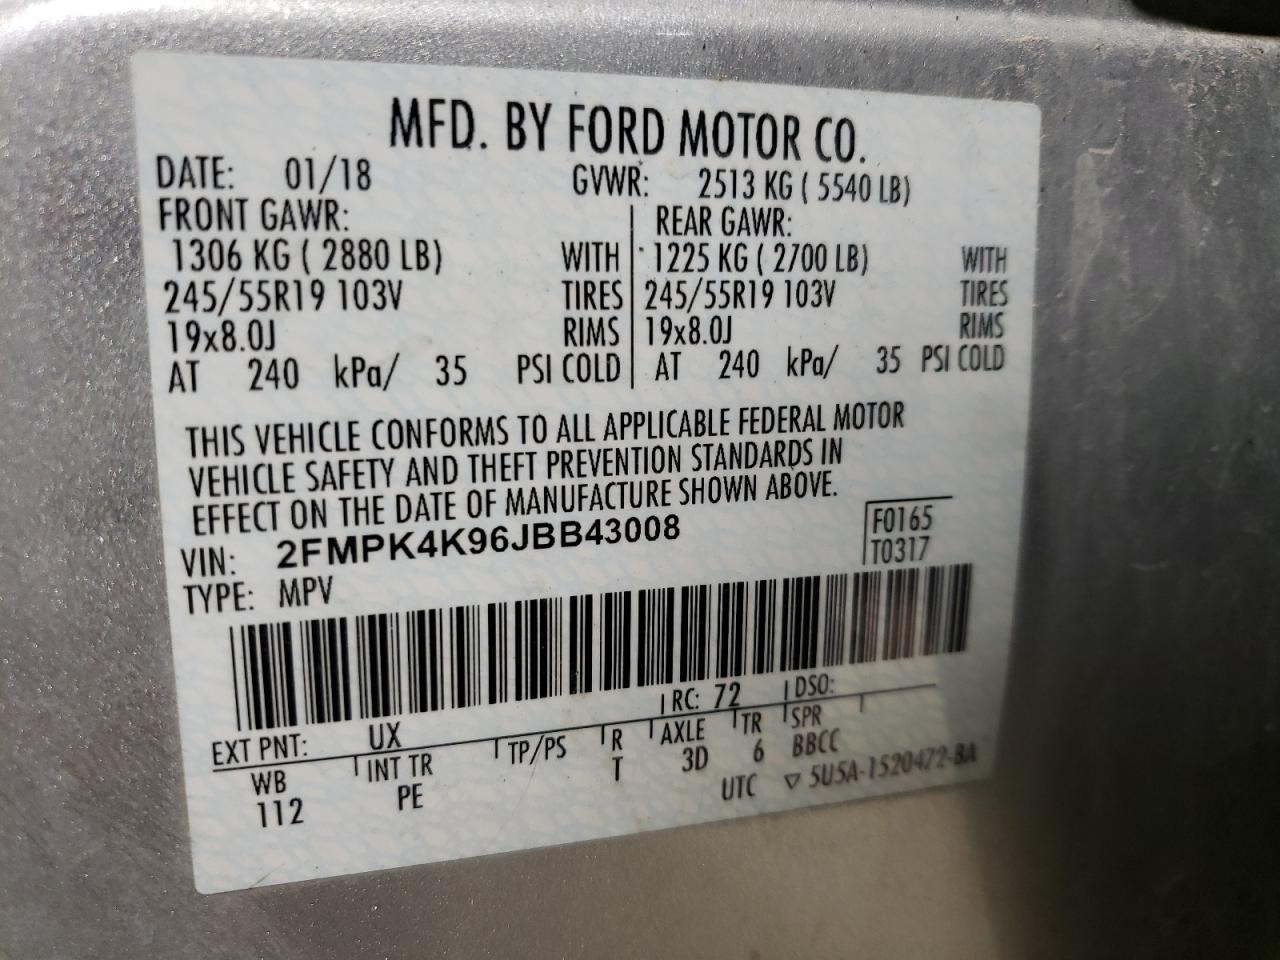 MFD. BY FORD MOTOR CO.
DATE: 01/18 GVWR: 2513 KG ( 5540 LB)
FRONT GAWR: REAR GAWR:
1306 KG ( 2880 LB) WITH 1225 KG ( 2700 LB) WITH
245/55R19 103V TIRES 245/55R19 103V TIRES
19x8.0J RIMS 19x8.0J RIMS
AT 240 kPa/ 35 PSI COLD AT 240 kPa/ 35 PSI COLD
THIS VEHICLE CONFORMS TO ALL APPLICABLE FEDERAL MOTOR
VEHICLE SAFETY AND THEFT PREVENTION STANDARDS IN
EFFECT ON THE DATE OF MANUFACTURE SHOWN ABOVE.
VIN: 2FMPK4K96JBB43008 F0165
TYPE: MPV T0317
EXT PNT: UX RC: 72 DSO:
WB INT TR TP/PS R AXLE TR SPR
112 PE T 3D 6 BBCC
UTC ▽ 5U5A-1520472-BA